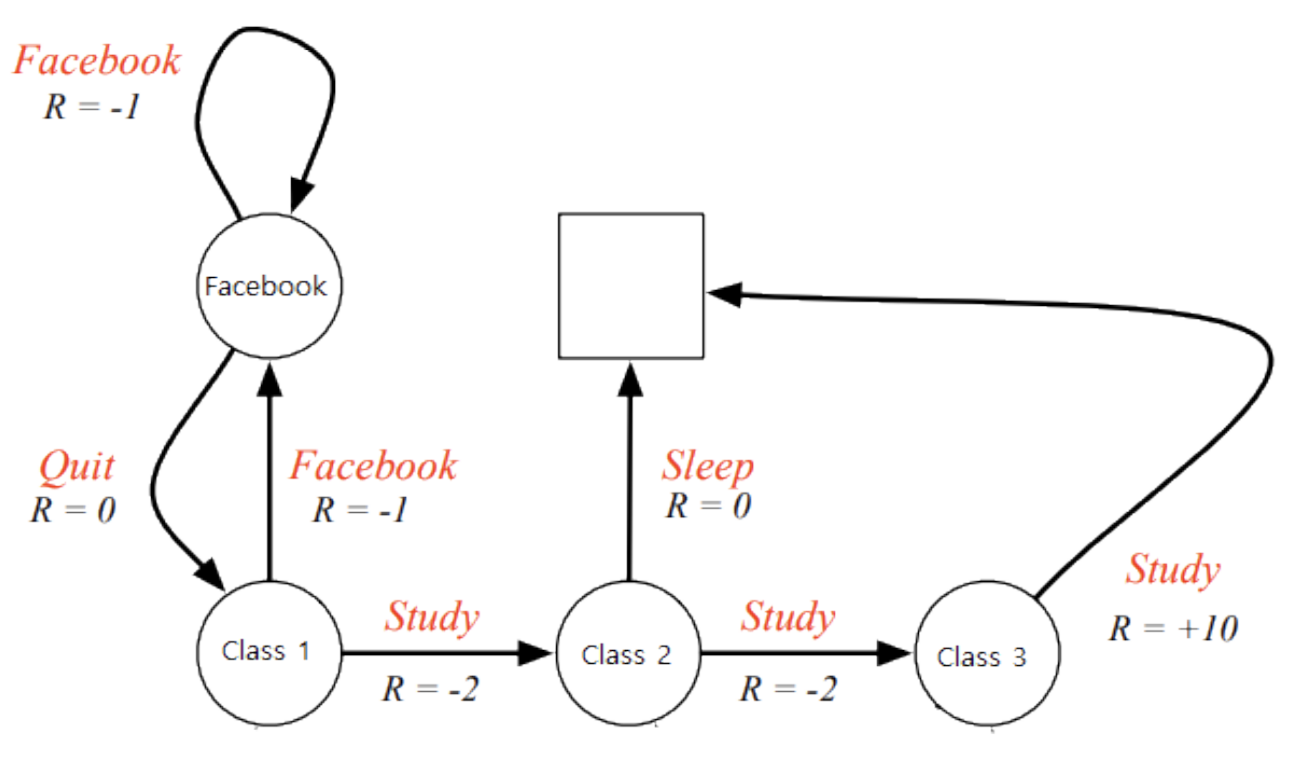 Facebook
R = -1
Facebook
Quit
R = 0
Facebook
R = -1
Sleep
R = 0
Study
R = +10
Study
R = -2
Study
R = -2
Class 1
Class 2
Class 3